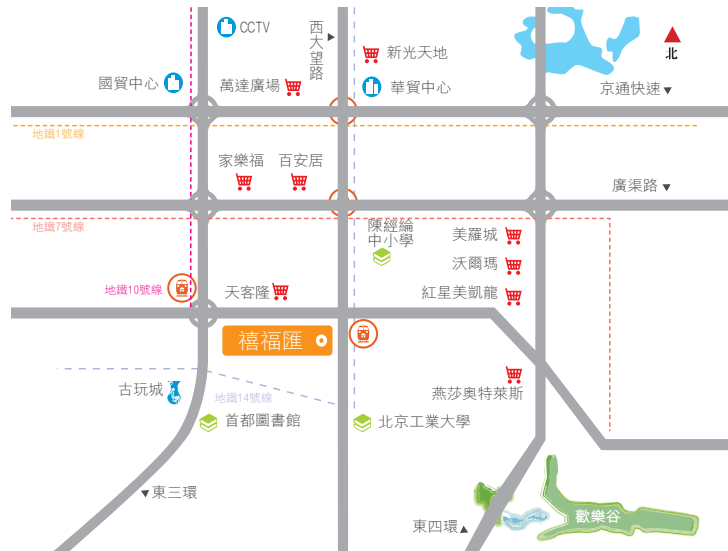 CCTV
西大望路
新光天地
北
國貿中心
萬達廣場
華貿中心
京通快速
地鐵1號線
家樂福
百安居
廣渠路
地鐵7號線
陳經綸
中小學
美羅城
沃爾瑪
地鐵10號線
天客隆
紅星美凱龍
禧福匯
古玩城
地鐵14號線
燕莎奧特萊斯
首都圖書館
北京工業大學
東三環
東四環
歡樂谷